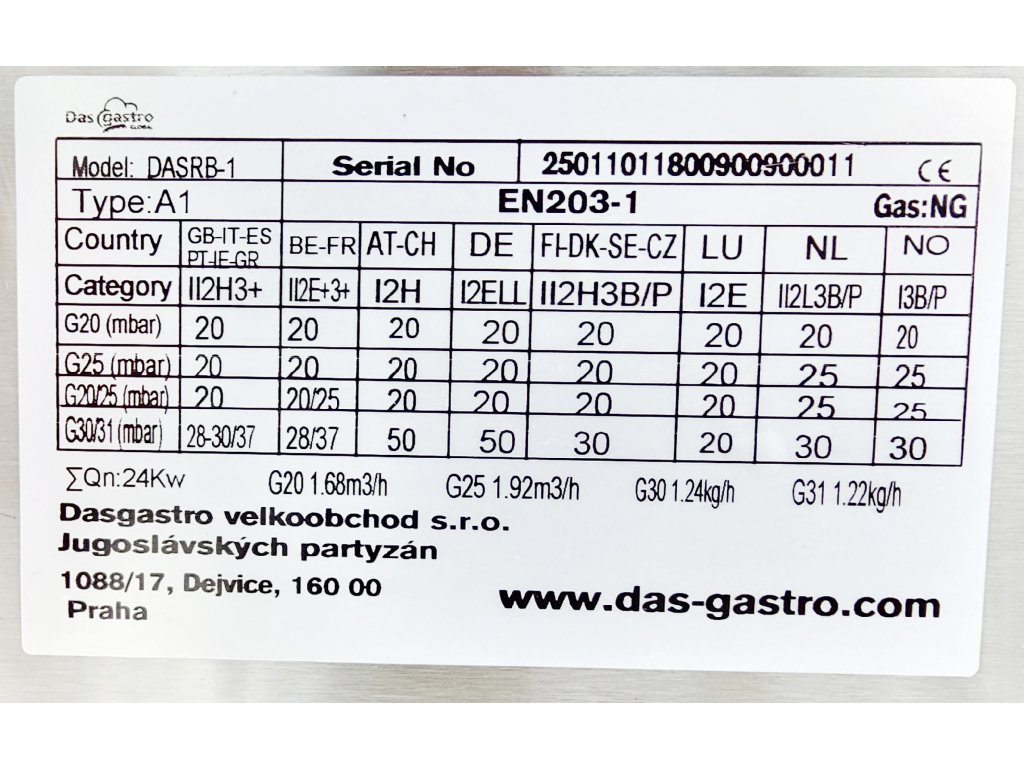 Das Gastro
GLOBAL
Model: DASRB-1 Serial No 25011011800900900011 CE
Type:A1 EN203-1 Gas:NG
Country GB-IT-ES PT-IE-GR BE-FR AT-CH DE FI-DK-SE-CZ LU NL NO
Category II2H3+ II2E+3+ I2H I2ELL II2H3B/P I2E II2L3B/P I3B/P
G20 (mbar) 20 20 20 20 20 20 20 20
G25 (mbar) 20 20 20 20 20 20 25 25
G20/25 (mbar) 20 20/25 20 20 20 20 25 25
G30/31 (mbar) 28-30/37 28/37 50 50 30 20 30 30
∑Qn:24Kw G20 1.68m3/h G25 1.92m3/h G30 1.24kg/h G31 1.22kg/h
Dasgastro velkoobchod s.r.o.
Jugoslávských partyzán
1088/17, Dejvice, 160 00
Praha
www.das-gastro.com